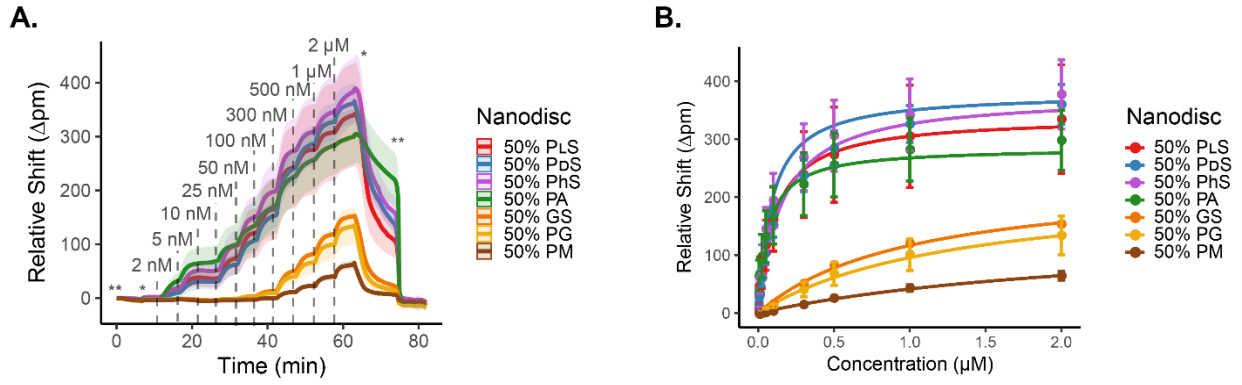 A.
Relative Shift (Δpm)
400
300
200
100
0
2 nM
5 nM
10 nM
25 nM
50 nM
100 nM
300 nM
500 nM
1 µM
2 µM
**
*
*
**
0
20
40
60
80
Time (min)
Nanodisc
50% PLS
50% PDS
50% PhS
50% PA
50% GS
50% PG
50% PM
B.
Relative Shift (Δpm)
400
300
200
100
0
0.0
0.5
1.0
1.5
2.0
Concentration (µM)
Nanodisc
50% PLS
50% PDS
50% PhS
50% PA
50% GS
50% PG
50% PM